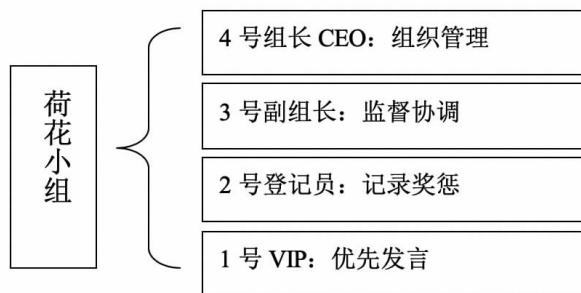 荷花小组
4 号组长 CEO：组织管理
3 号副组长：监督协调
2 号登记员：记录奖惩
1 号 VIP：优先发言